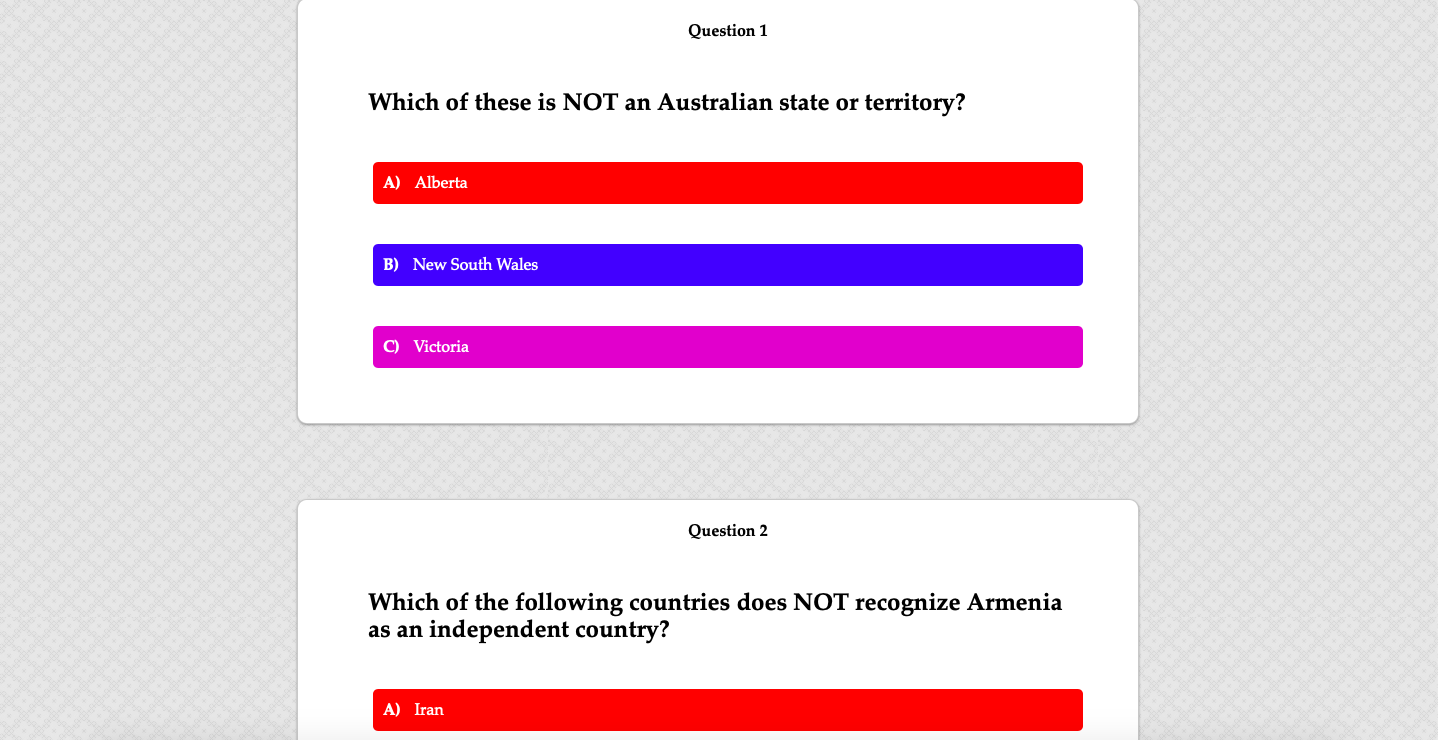 Question 1
Which of these is NOT an Australian state or territory?
A) Alberta
B) New South Wales
C) Victoria
Question 2
Which of the following countries does NOT recognize Armenia
as an independent country?
A) Iran